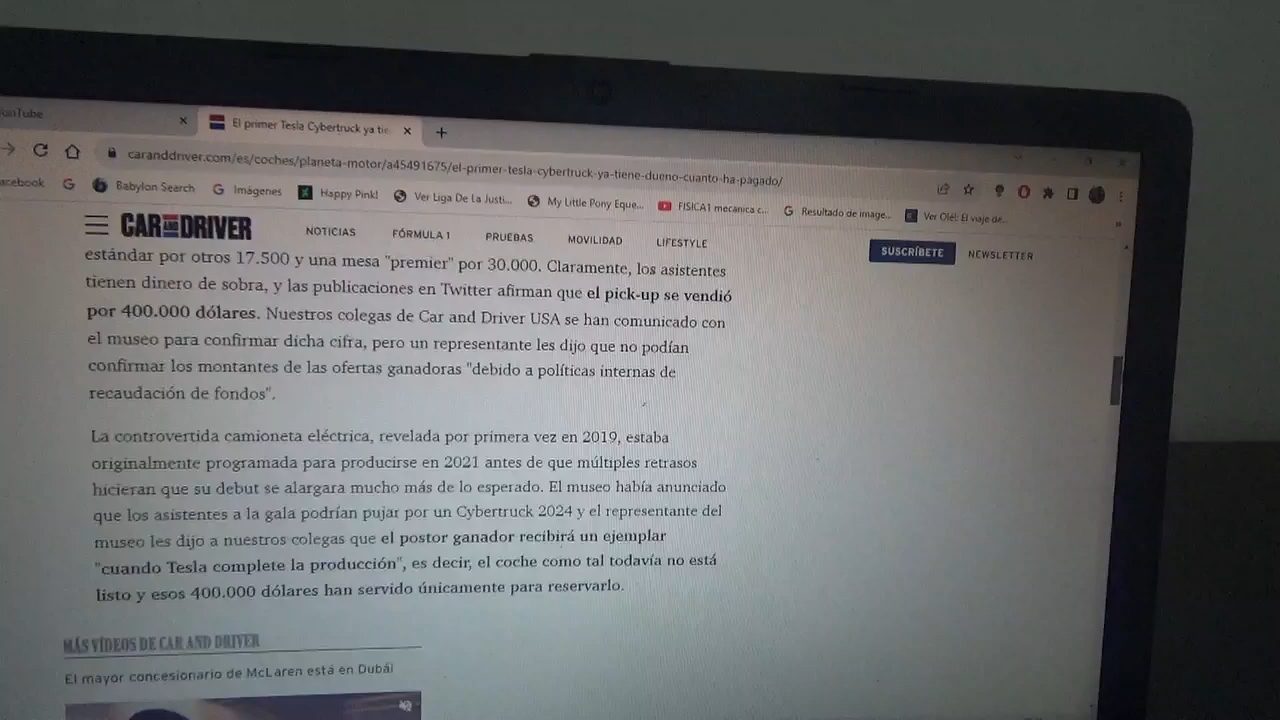 YouTube
El primer Tesla Cybertruck ya tie
caranddriver.com/es/coches/planeta-motor/a45491675/el-primer-tesla-cybertruck-ya-tiene-dueno-cuanto-ha-pagado/
acebook
Babylon Search
Imágenes
Happy Pink!
Ver Liga De La Justi...
My Little Pony Eque...
FISICA1 mecanica c...
Resultado de image...
Ver Olé!: El viaje de...
CAR AND DRIVER
NOTICIAS
FÓRMULA 1
PRUEBAS
MOVILIDAD
LIFESTYLE
SUSCRÍBETE
NEWSLETTER
estándar por otros 17.500 y una mesa "premier" por 30.000. Claramente, los asistentes
tienen dinero de sobra, y las publicaciones en Twitter afirman que el pick-up se vendió
por 400.000 dólares. Nuestros colegas de Car and Driver USA se han comunicado con
el museo para confirmar dicha cifra, pero un representante les dijo que no podían
confirmar los montantes de las ofertas ganadoras "debido a políticas internas de
recaudación de fondos".
La controvertida camioneta eléctrica, revelada por primera vez en 2019, estaba
originalmente programada para producirse en 2021 antes de que múltiples retrasos
hicieran que su debut se alargara mucho más de lo esperado. El museo había anunciado
que los asistentes a la gala podrían pujar por un Cybertruck 2024 y el representante del
museo les dijo a nuestros colegas que el postor ganador recibirá un ejemplar
"cuando Tesla complete la producción", es decir, el coche como tal todavía no está
listo y esos 400.000 dólares han servido únicamente para reservarlo.
MÁS VÍDEOS DE CAR AND DRIVER
El mayor concesionario de McLaren está en Dubái